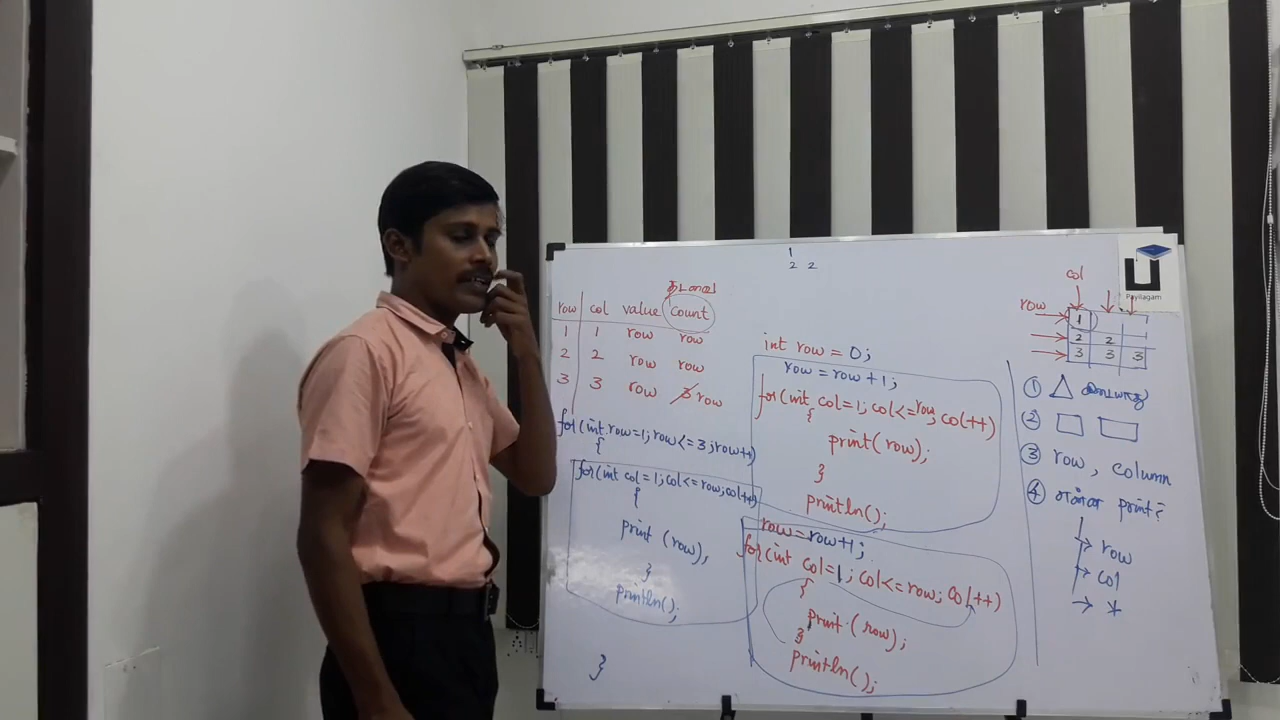 1
2 2
தடவை
row col value count
1 1 row row
2 2 row row
3 3 row 3 row
for(int row=1;row<=3;row++)
{
for(int col=1;col<=row;col++)
{
print (row);
}
println();
}
int row = 0;
row = row + 1;
for(int col=1; col<=row; col++)
{
print(row);
}
println();
row=row+1;
for(int col=1; col<=row; col++)
{
print (row);
}
println();
Payilagam
col
row
1
2 2
3 3 3
①
②
③ row, column
④ என்ன print?
→ row
→ col
→ *